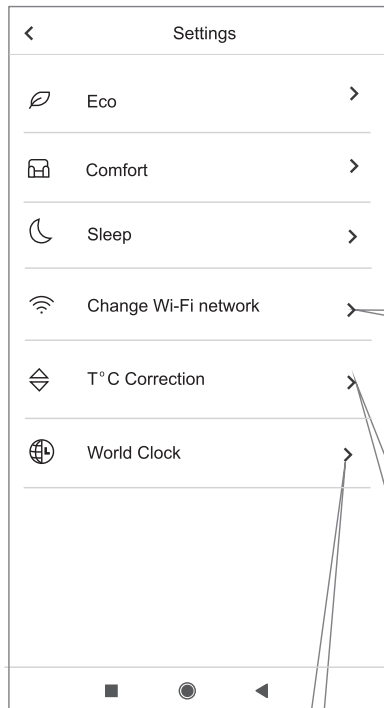 Settings
Eco
Comfort
Sleep
Change Wi-Fi network
T°C Correction
World Clock